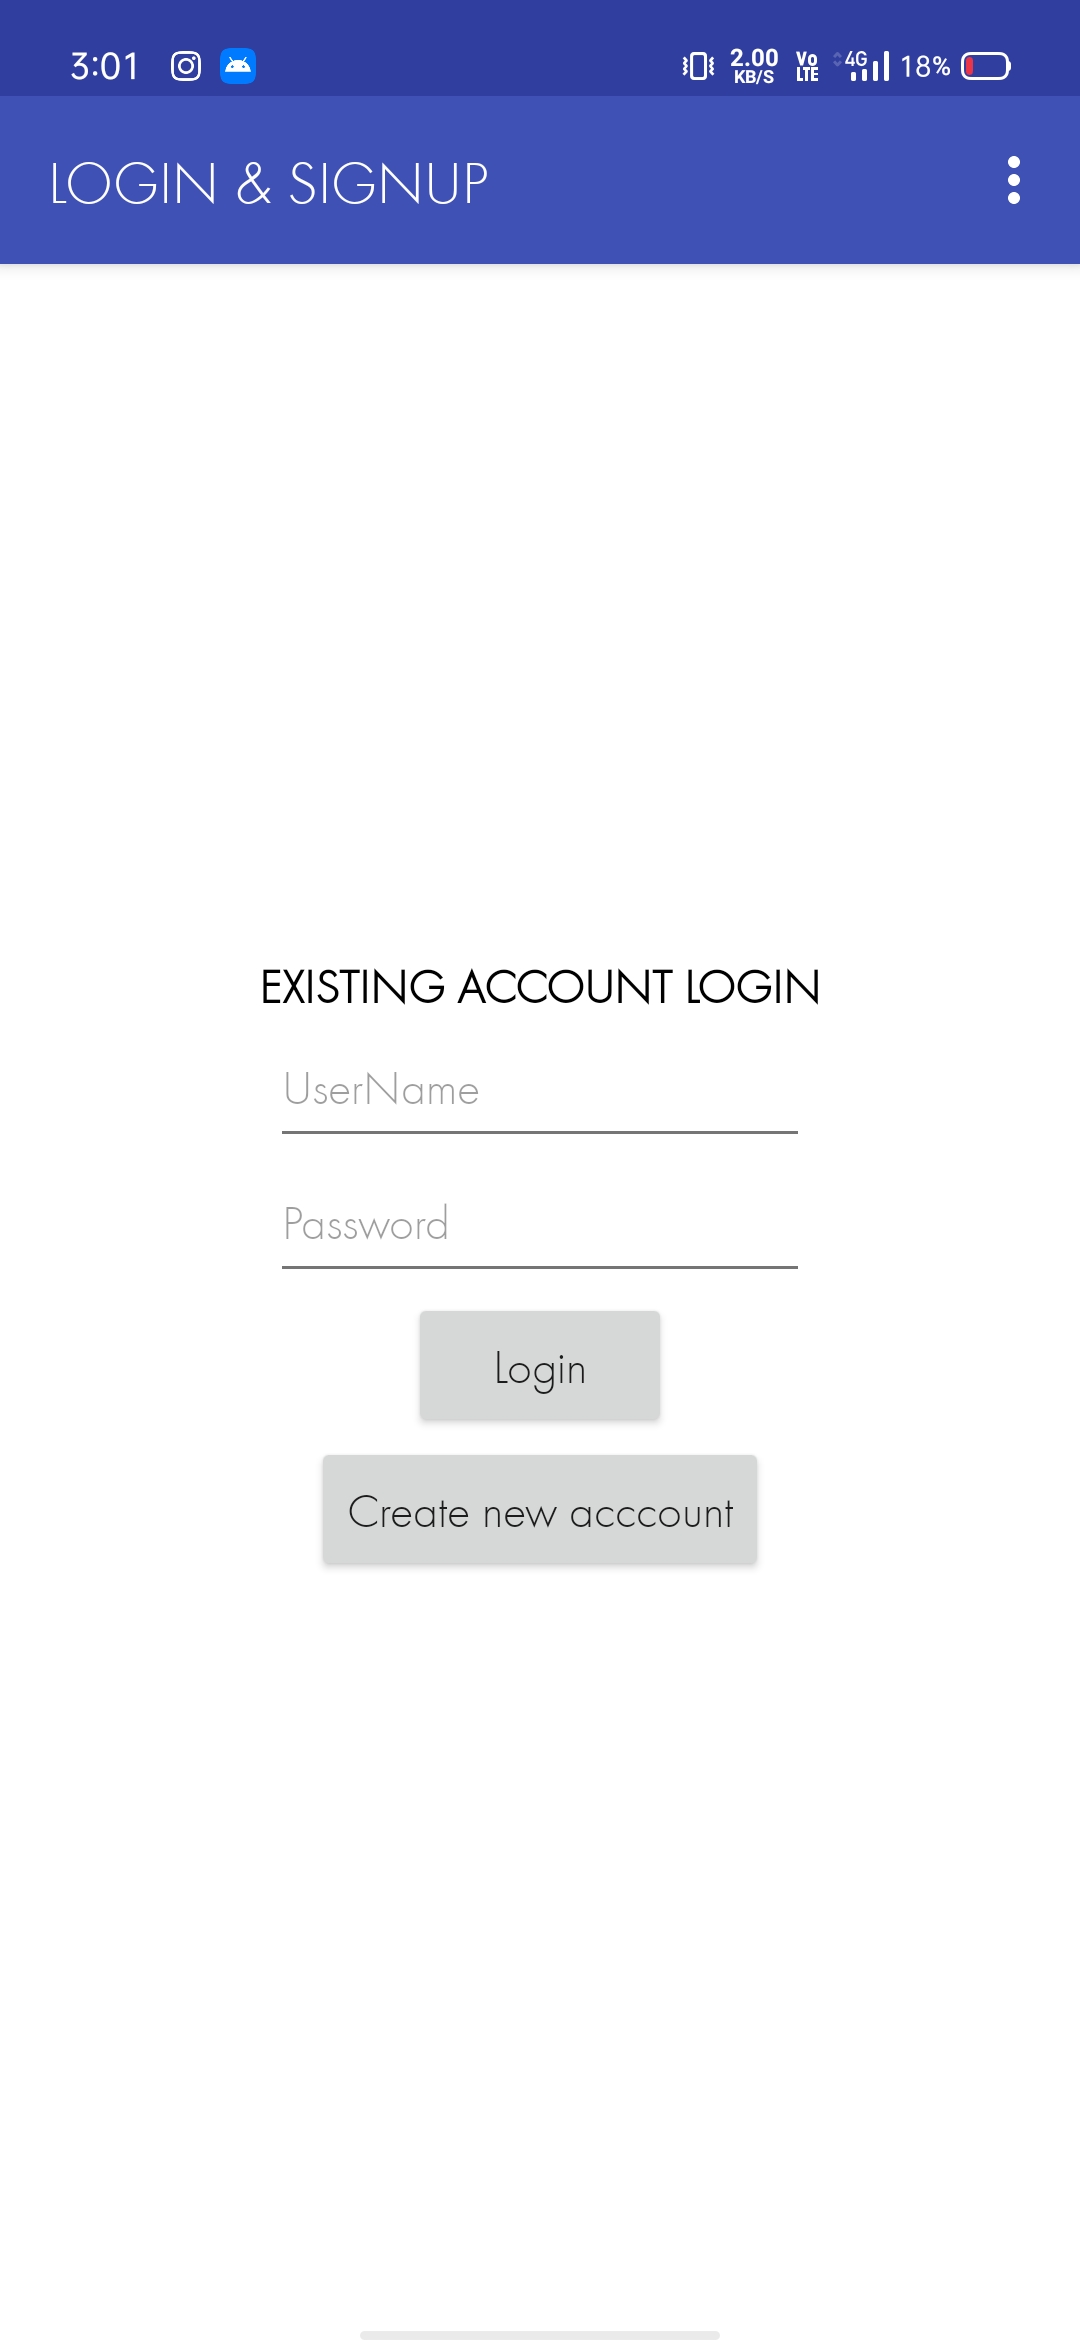 3:01 2.00 KB/S Vo LTE 4G 18%
LOGIN & SIGNUP
EXISTING ACCOUNT LOGIN
UserName
Password
Login
Create new acccount